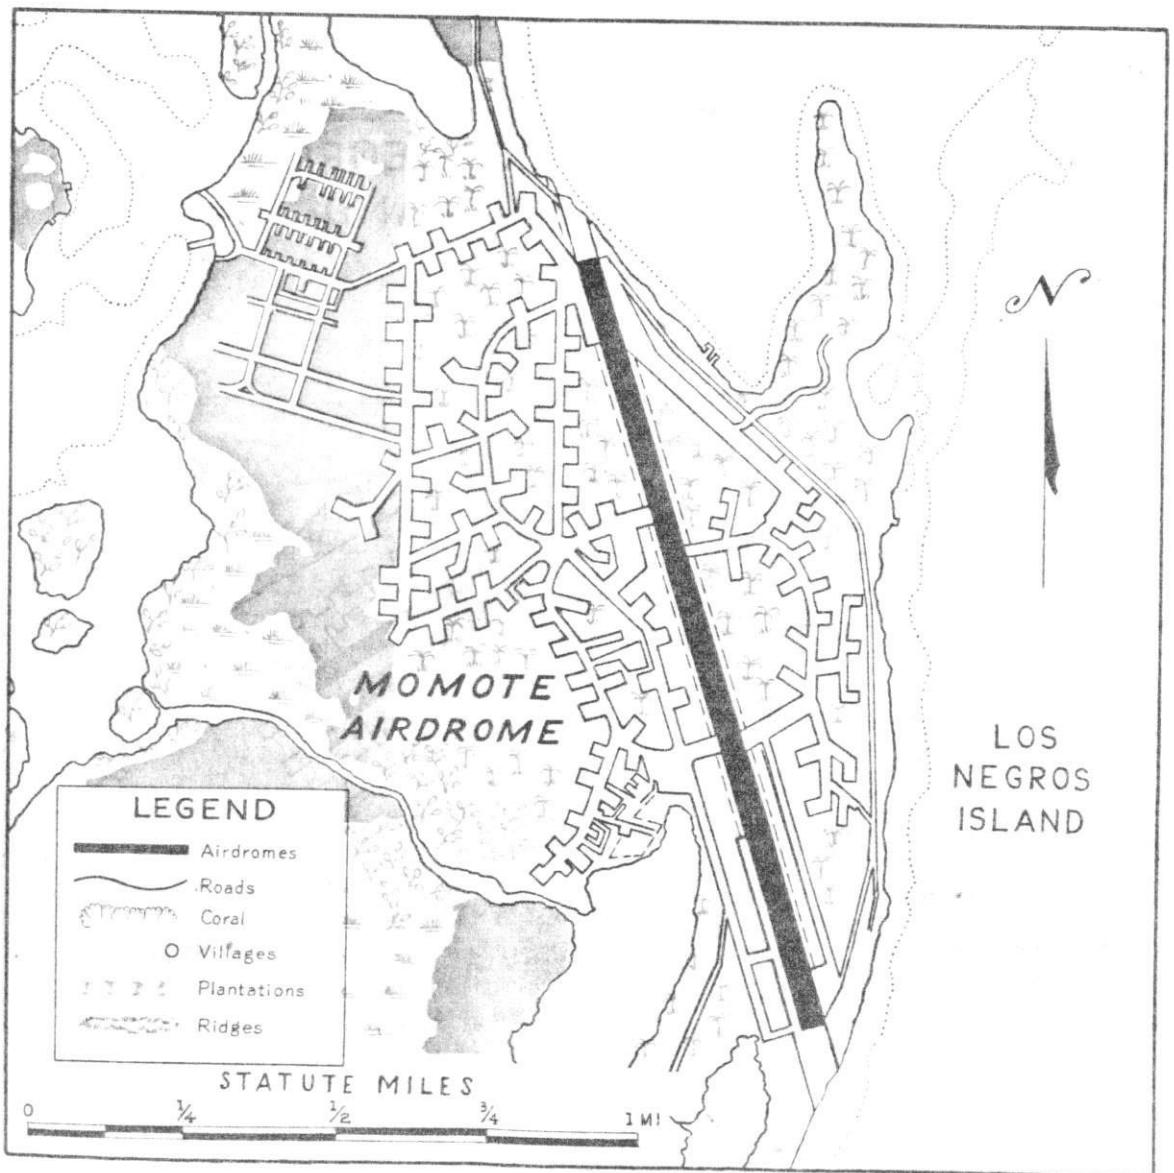 N
MOMOTE
AIRDROME
LOS
NEGROS
ISLAND
LEGEND
Airdromes
Roads
Coral
Villages
Plantations
Ridges
STATUTE MILES
0 1/4 1/2 3/4 1 MI